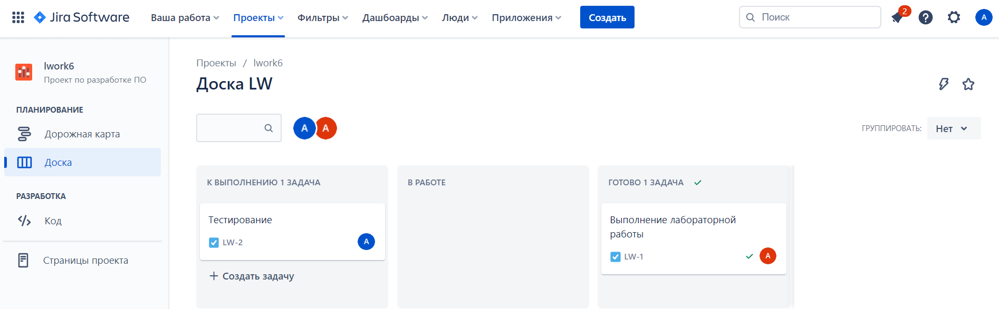 Jira Software Ваша работа Проекты Фильтры Дашбоарды Люди Приложения Создать Поиск 2 A
lwork6
Проект по разработке ПО
ПЛАНИРОВАНИЕ
Дорожная карта
Доска
РАЗРАБОТКА
Код
Страницы проекта
Проекты / lwork6
Доска LW
A A ГРУППИРОВАТЬ: Нет
К ВЫПОЛНЕНИЮ 1 ЗАДАЧА
Тестирование
LW-2 A
+ Создать задачу
В РАБОТЕ
ГОТОВО 1 ЗАДАЧА
Выполнение лабораторной
работы
LW-1 A